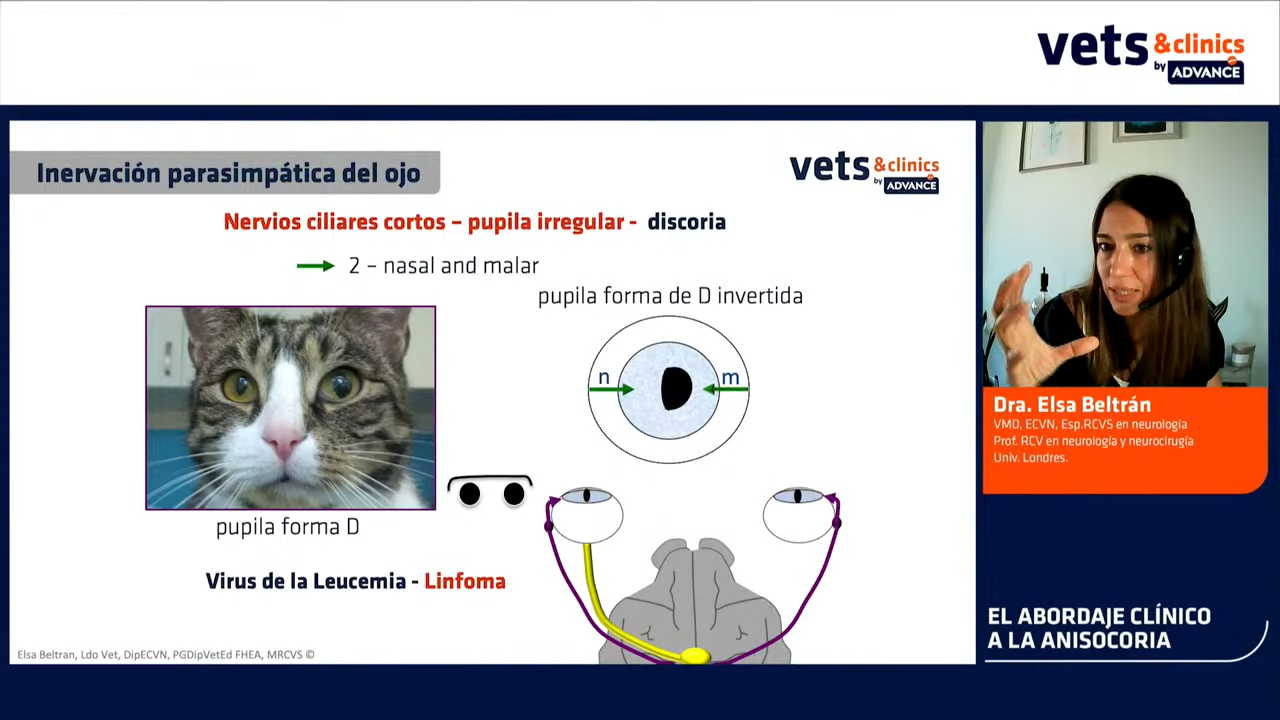 vets &clinics
by ADVANCE
Inervación parasimpática del ojo
vets &clinics
by ADVANCE
Nervios ciliares cortos – pupila irregular - discoria
2 – nasal and malar
pupila forma de D invertida
n
m
pupila forma D
Virus de la Leucemia - Linfoma
Elsa Beltran, Ldo Vet, DipECVN, PGDipVetEd FHEA, MRCVS ©
Dra. Elsa Beltrán
VMD, ECVN, Esp.RCVS en neurología
Prof. RCV en neurología y neurocirugía
Univ. Londres.
EL ABORDAJE CLÍNICO
A LA ANISOCORIA